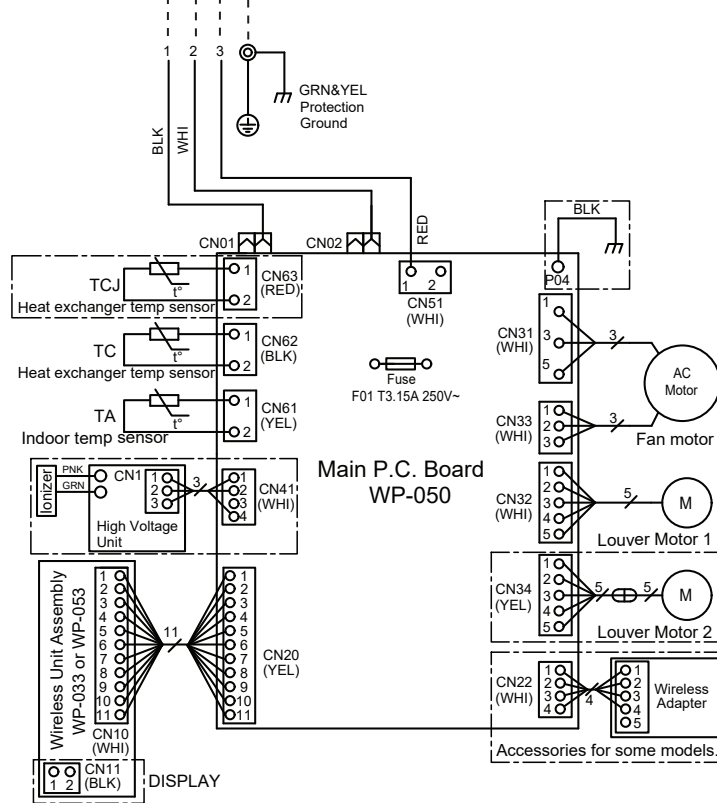 1 2 3
GRN&YEL
Protection
Ground
BLK
WHI
RED
BLK
CN01
CN02
P04
TCJ
t°
Heat exchanger temp sensor
1
2
CN63
(RED)
1 2
CN51
(WHI)
TC
t°
Heat exchanger temp sensor
1
2
CN62
(BLK)
TA
t°
Indoor temp sensor
1
2
CN61
(YEL)
Fuse
F01 T3.15A 250V~
CN31
(WHI)
1
3
5
3
AC
Motor
CN33
(WHI)
1
2
3
3
Fan motor
Main P.C. Board
WP-050
Ionizer
PNK
GRN
CN1
1
2
3
High Voltage
Unit
3
1
2
3
4
CN41
(WHI)
CN32
(WHI)
1
2
3
4
5
5
M
Louver Motor 1
CN34
(YEL)
1
2
3
4
5
5
5
M
Louver Motor 2
Wireless Unit Assembly
WP-033 or WP-053
1
2
3
4
5
6
7
8
9
10
11
CN10
(WHI)
11
1
2
3
4
5
6
7
8
9
10
11
CN20
(YEL)
CN22
(WHI)
1
2
3
4
4
1
2
3
4
5
Wireless
Adapter
Accessories for some models.
1 2
CN11
(BLK)
DISPLAY